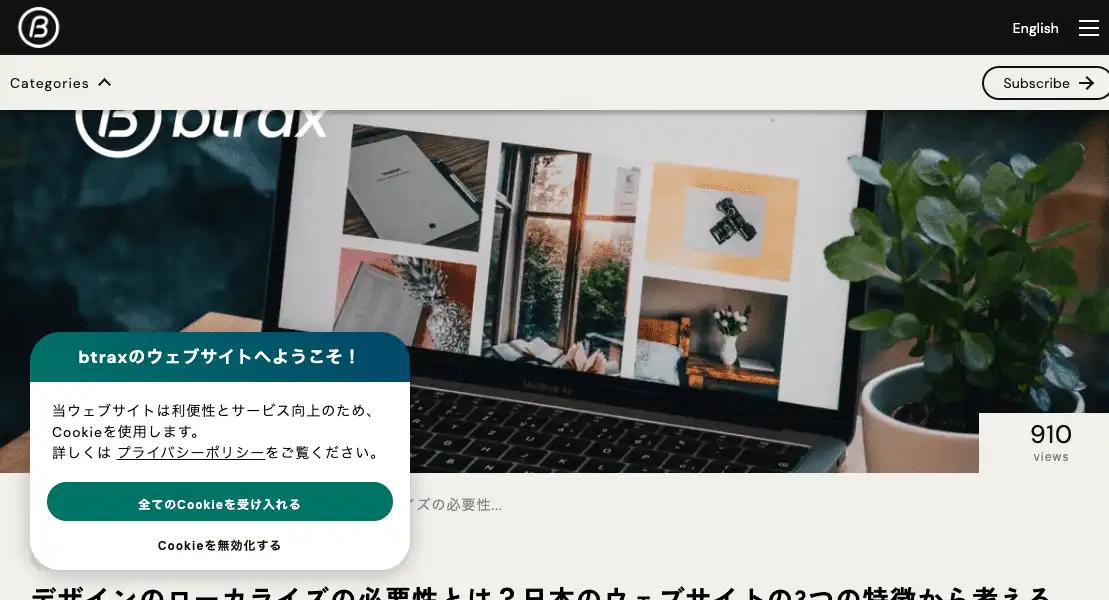 English
Categories
Subscribe
btrax
btraxのウェブサイトへようこそ！
当ウェブサイトは利便性とサービス向上のため、
Cookieを使用します。
詳しくは プライバシーポリシーをご覧ください。
全てのCookieを受け入れる
Cookieを無効化する
910
views
イズの必要性...
デザインのローカライズの必要性とは？日本のウェブサイトの3つの特徴から考える